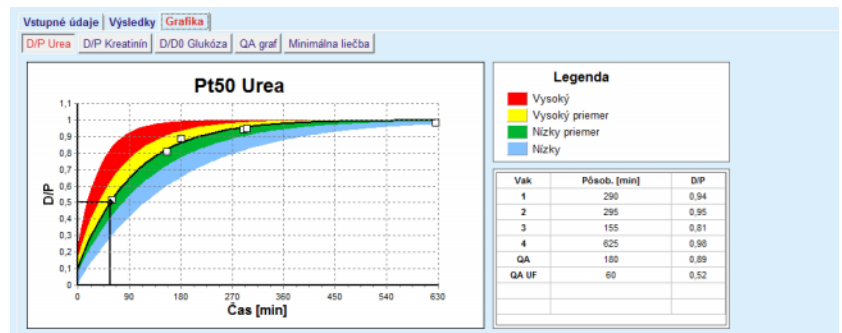 Vstupné údaje Výsledky Grafika
D/P Urea D/P Kreatinín D/D0 Glukóza QA graf Minimálna liečba
Pt50 Urea
1,1
1
0,9
0,8
0,7
0,6
0,5
0,4
0,3
0,2
0,1
0
D/P
0 90 180 270 360 450 540 630
Čas [min]
Legenda
Vysoký
Vysoký priemer
Nízky priemer
Nízky
Vak Pôsob. [min] D/P
1 290 0,94
2 295 0,95
3 155 0,81
4 625 0,98
QA 180 0,89
QA UF 60 0,52